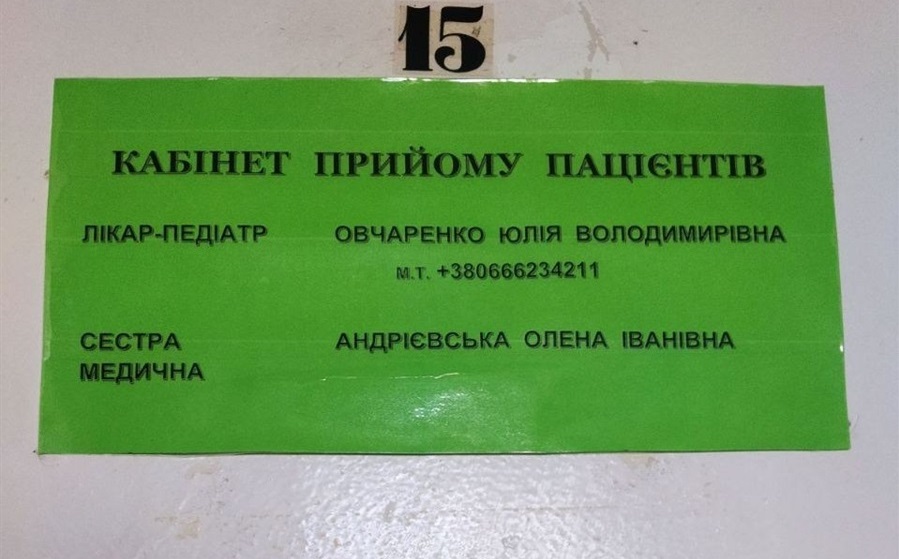 15
КАБІНЕТ ПРИЙОМУ ПАЦІЄНТІВ
ЛІКАР-ПЕДІАТР ОВЧАРЕНКО ЮЛІЯ ВОЛОДИМИРІВНА
М.Т. +380666234211
СЕСТРА АНДРІЄВСЬКА ОЛЕНА ІВАНІВНА
МЕДИЧНА